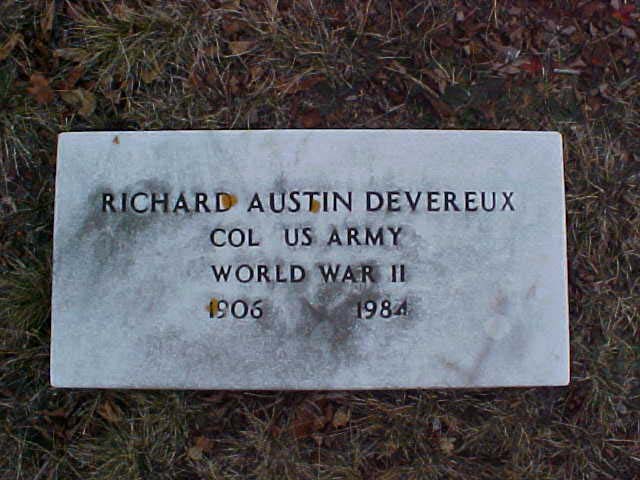 RICHARD AUSTIN DEVEREUX
COL US ARMY
WORLD WAR II
1906 1984